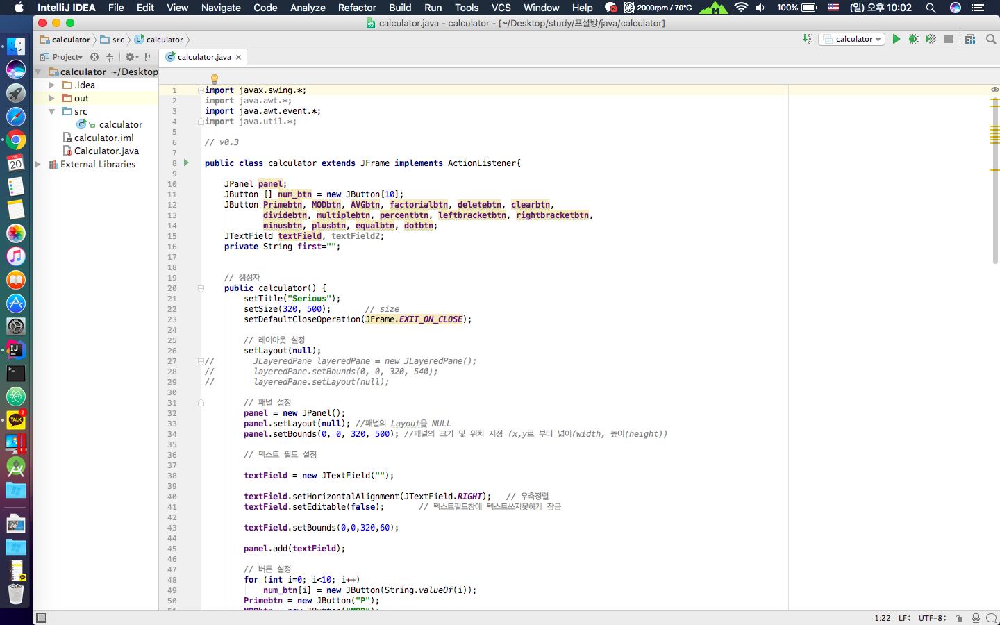 IntelliJ IDEA File Edit View Navigate Code Analyze Refactor Build Run Tools VCS Window Help 2000rpm / 70°C 100% (일) 오후 10:02
calculator.java - calculator - [~/Desktop/study/프설방/java/calculator]
calculator src calculator calculator
Project calculator.java
calculator ~/Desktop
.idea
out
src
calculator
calculator.iml
Calculator.java
External Libraries
20
TALK
2
1 import javax.swing.*;
2 import java.awt.*;
3 import java.awt.event.*;
4 import java.util.*;
5
6 // v0.3
7
8 public class calculator extends JFrame implements ActionListener{
9
10 JPanel panel;
11 JButton [] num_btn = new JButton[10];
12 JButton Primebtn, MODbtn, AVGbtn, factorialbtn, deletebtn, clearbtn,
13 dividebtn, multiplebtn, percentbtn, leftbracketbtn, rightbracketbtn,
14 minusbtn, plusbtn, equalbtn, dotbtn;
15 JTextField textField, textField2;
16 private String first="";
17
18
19 // 생성자
20 public calculator() {
21 setTitle("Serious");
22 setSize(320, 500); // size
23 setDefaultCloseOperation(JFrame.EXIT_ON_CLOSE);
24
25 // 레이아웃 설정
26 setLayout(null);
27 // JLayeredPane layeredPane = new JLayeredPane();
28 // layeredPane.setBounds(0, 0, 320, 540);
29 // layeredPane.setLayout(null);
30
31 // 패널 설정
32 panel = new JPanel();
33 panel.setLayout(null); //패널의 Layout을 NULL
34 panel.setBounds(0, 0, 320, 500); //패널의 크기 및 위치 지정 (x,y로 부터 넓이(width, 높이(height))
35
36 // 텍스트 필드 설정
37
38 textField = new JTextField("");
39
40 textField.setHorizontalAlignment(JTextField.RIGHT); // 우측정렬
41 textField.setEditable(false); // 텍스트필드창에 텍스트쓰지못하게 잠금
42
43 textField.setBounds(0,0,320,60);
44
45 panel.add(textField);
46
47 // 버튼 설정
48 for (int i=0; i<10; i++)
49 num_btn[i] = new JButton(String.valueOf(i));
50 Primebtn = new JButton("P");
51 MODbtn = new JButton("MOD");
1:22 LF UTF-8